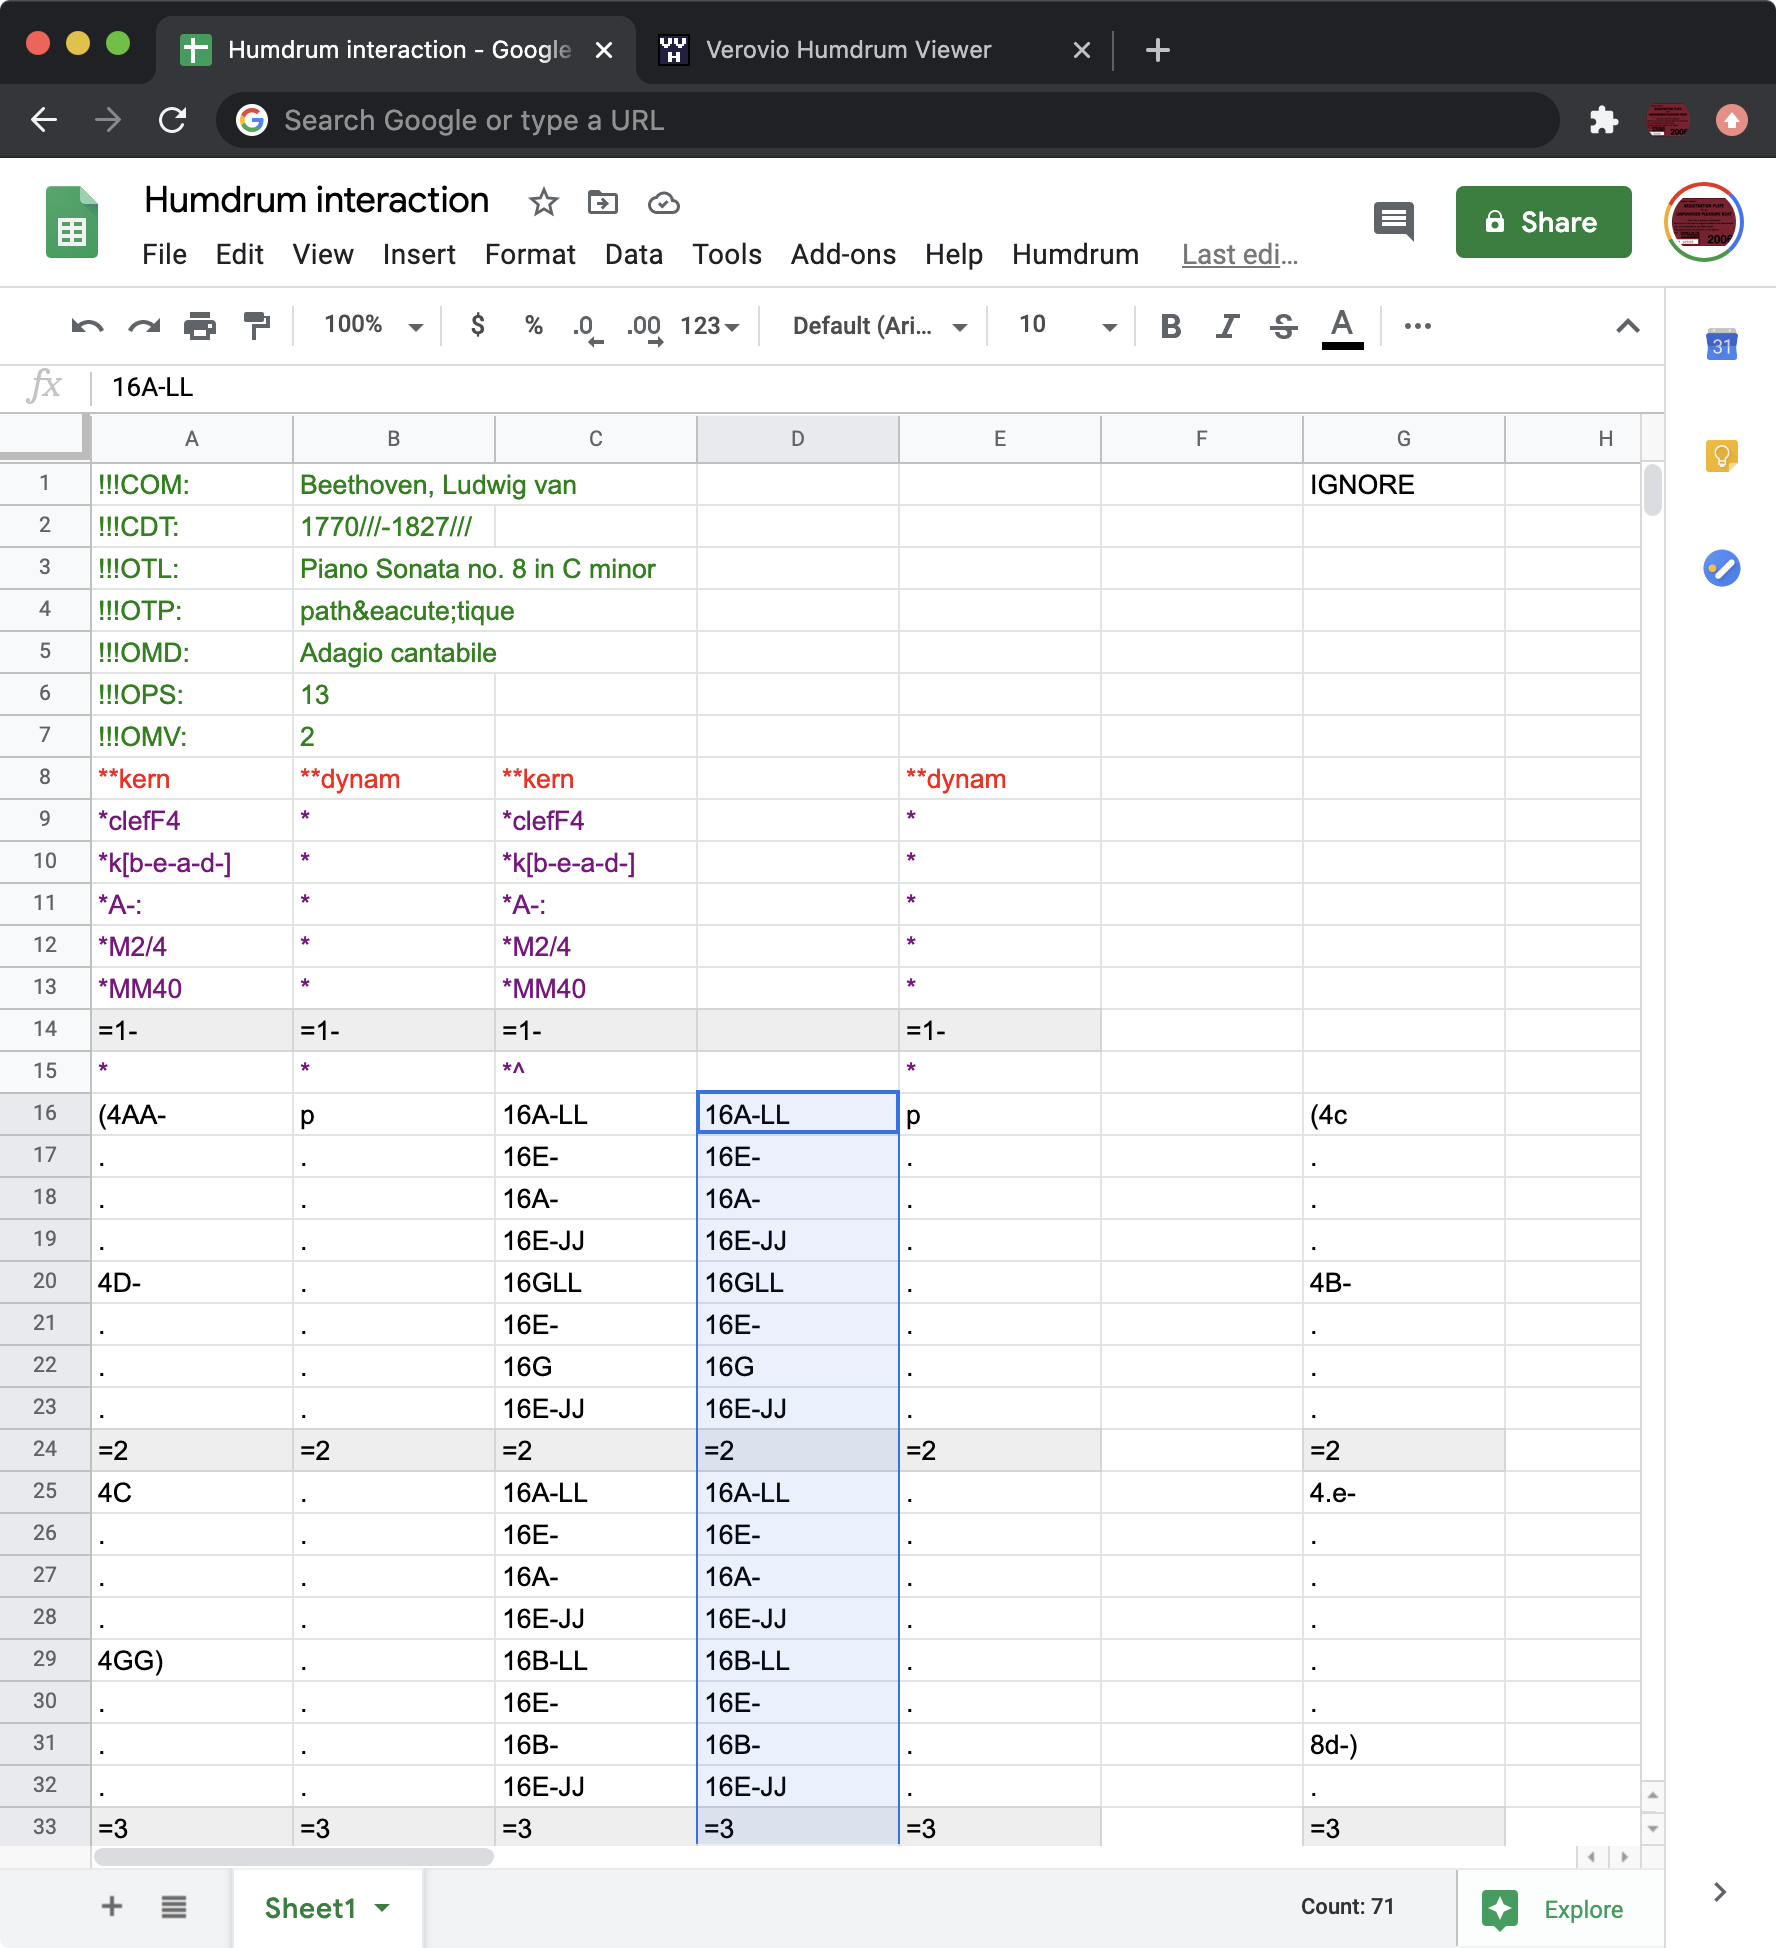 Humdrum interaction - Google
Verovio Humdrum Viewer
Search Google or type a URL
Humdrum interaction
File Edit View Insert Format Data Tools Add-ons Help Humdrum Last edi...
Share
100% $ % .0 .00 123 Default (Ari... 10 B I S A
31
fx 16A-LL
A B C D E F G H
1 !!!COM: Beethoven, Ludwig van IGNORE
2 !!!CDT: 1770///-1827///
3 !!!OTL: Piano Sonata no. 8 in C minor
4 !!!OTP: path&eacute;tique
5 !!!OMD: Adagio cantabile
6 !!!OPS: 13
7 !!!OMV: 2
8 **kern **dynam **kern **dynam
9 *clefF4 * *clefF4 *
10 *k[b-e-a-d-] * *k[b-e-a-d-] *
11 *A-: * *A-: *
12 *M2/4 * *M2/4 *
13 *MM40 * *MM40 *
14 =1- =1- =1- =1-
15 * * *^ *
16 (4AA- p 16A-LL 16A-LL p (4c
17 . . 16E- 16E- . .
18 . . 16A- 16A- . .
19 . . 16E-JJ 16E-JJ . .
20 4D- . 16GLL 16GLL . 4B-
21 . . 16E- 16E- . .
22 . . 16G 16G . .
23 . . 16E-JJ 16E-JJ . .
24 =2 =2 =2 =2 =2 =2
25 4C . 16A-LL 16A-LL . 4.e-
26 . . 16E- 16E- . .
27 . . 16A- 16A- . .
28 . . 16E-JJ 16E-JJ . .
29 4GG) . 16B-LL 16B-LL . .
30 . . 16E- 16E- . .
31 . . 16B- 16B- . 8d-)
32 . . 16E-JJ 16E-JJ . .
33 =3 =3 =3 =3 =3 =3
Sheet1 Count: 71 Explore